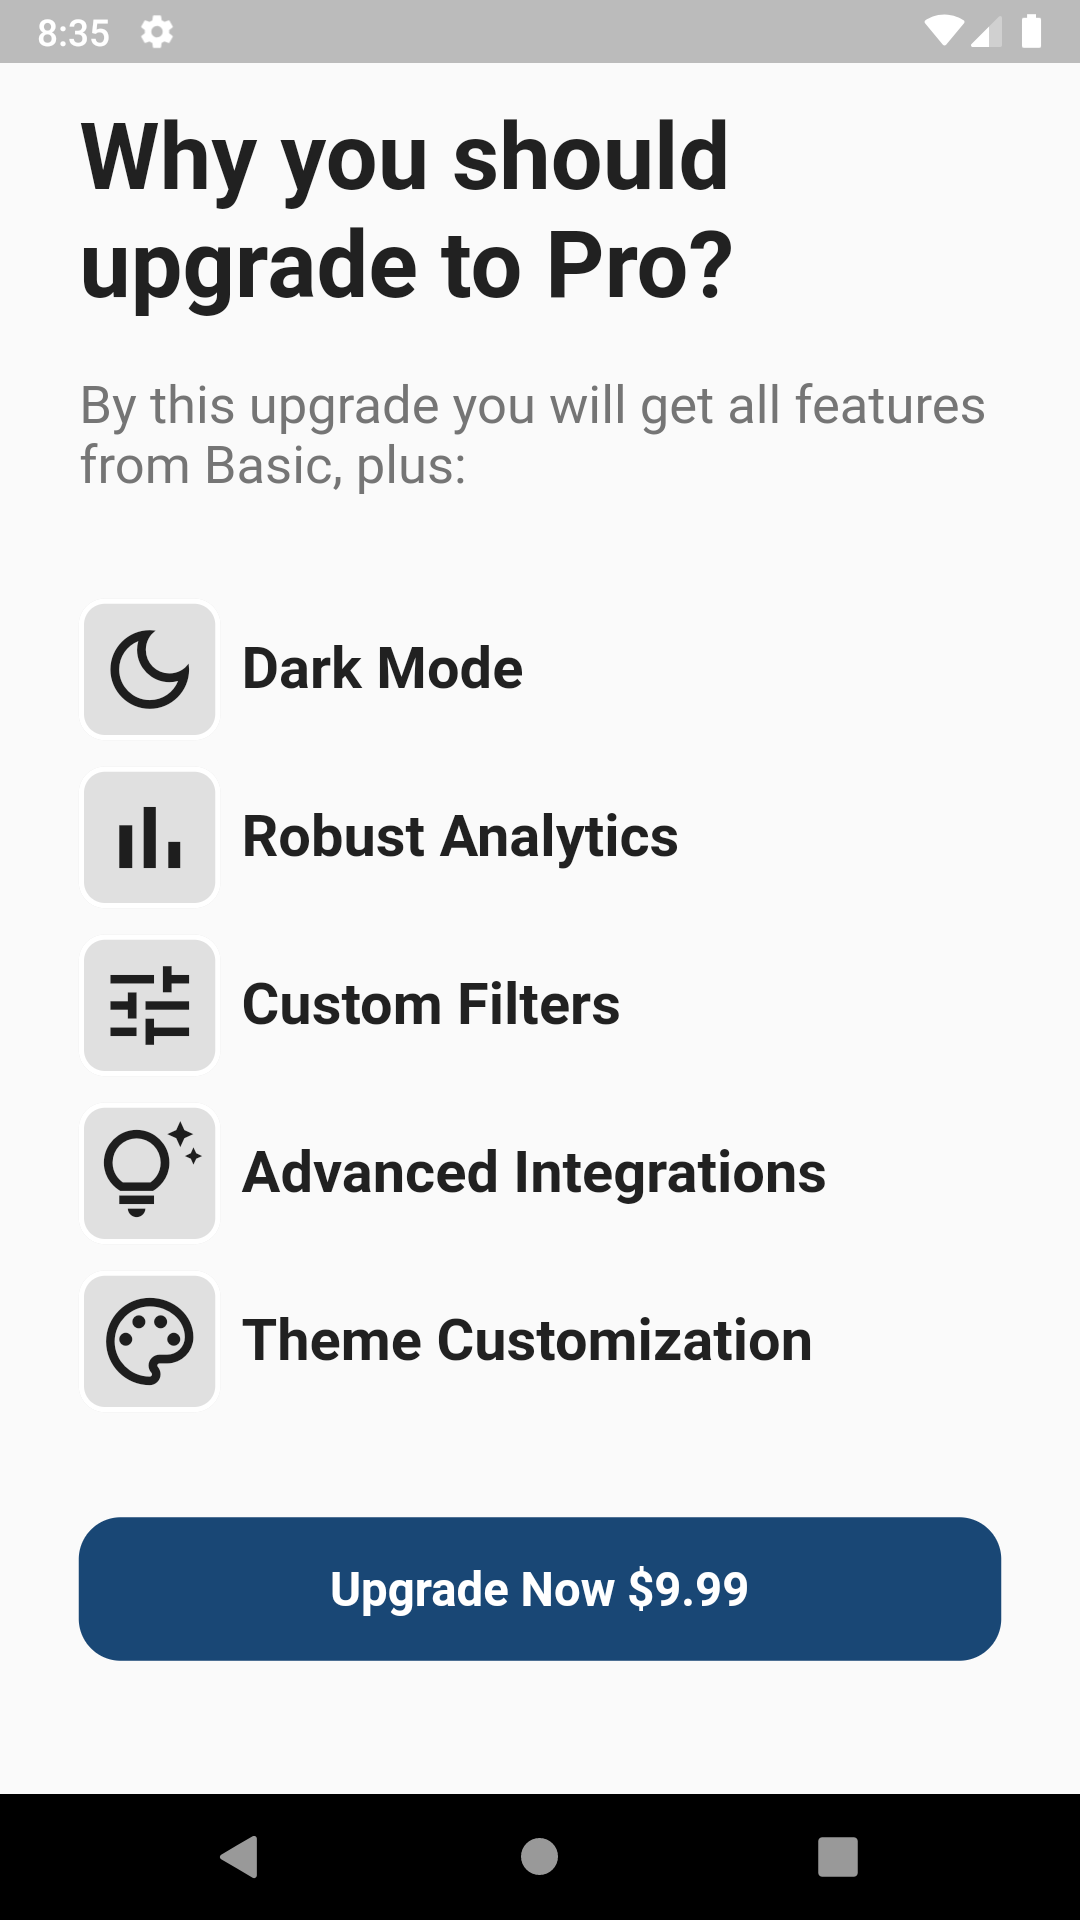 8:35
Why you should
upgrade to Pro?
By this upgrade you will get all features
from Basic, plus:
Dark Mode
Robust Analytics
Custom Filters
Advanced Integrations
Theme Customization
Upgrade Now $9.99